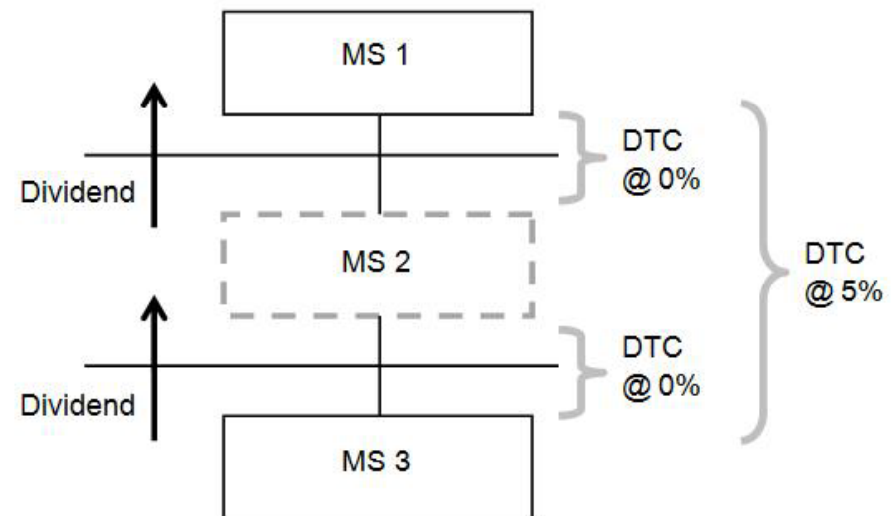 MS 1
DTC
@ 0%
Dividend
MS 2
DTC
@ 5%
DTC
@ 0%
Dividend
MS 3